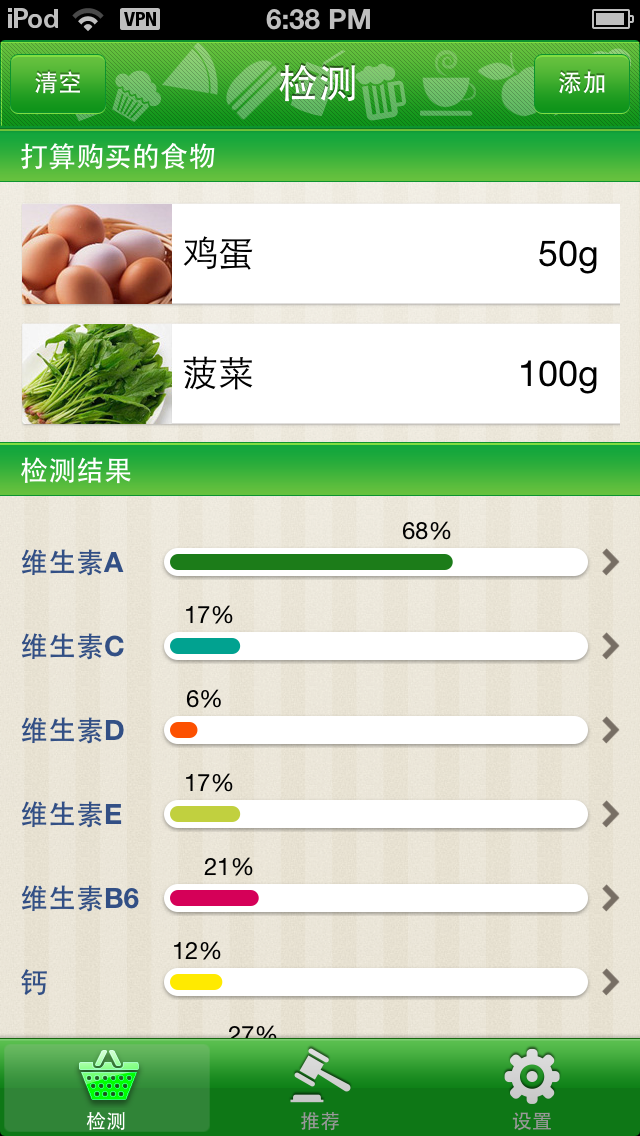 iPod VPN 6:38 PM
清空 检测 添加
打算购买的食物
鸡蛋 50g
菠菜 100g
检测结果
68%
维生素A
17%
维生素C
6%
维生素D
17%
维生素E
21%
维生素B6
12%
钙
27%
检测 推荐 设置